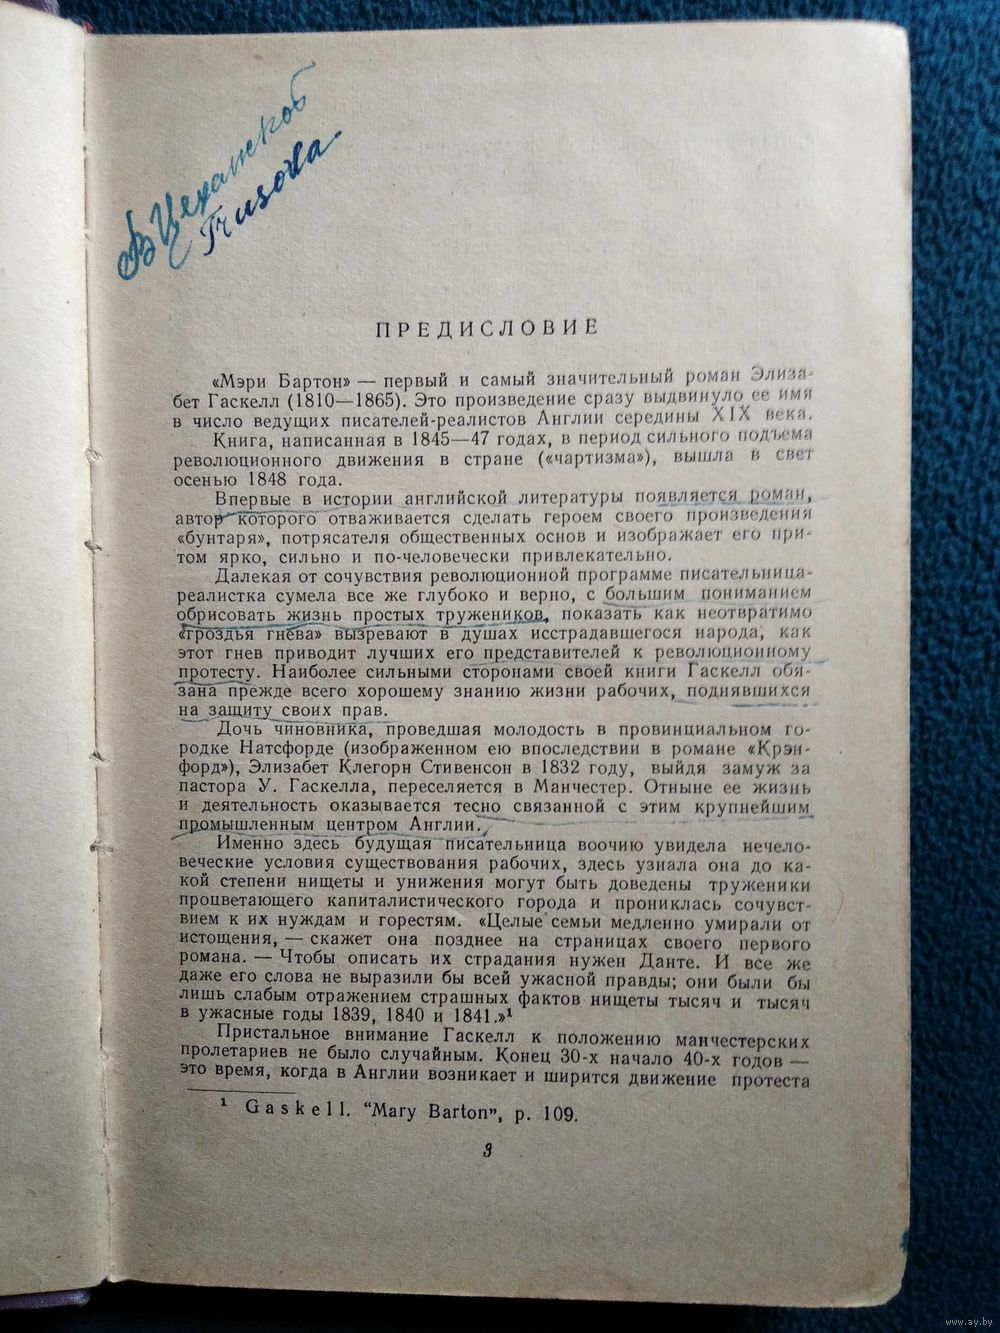 ПРЕДИСЛОВИЕ
«Мэри Бартон» — первый и самый значительный роман Элиза-
бет Гаскелл (1810—1865). Это произведение сразу выдвинуло ее имя
в число ведущих писателей-реалистов Англии середины XIX века.
Книга, написанная в 1845—47 годах, в период сильного подъема
революционного движения в стране («чартизма»), вышла в свет
осенью 1848 года.
Впервые в истории английской литературы появляется роман,
автор которого отваживается сделать героем своего произведения
«бунтаря», потрясателя общественных основ и изображает его при-
том ярко, сильно и по-человечески привлекательно.
Далекая от сочувствия революционной программе писательница-
реалистка сумела все же глубоко и верно, с большим пониманием
обрисовать жизнь простых тружеников, показать как неотвратимо
«гроздья гнева» вызревают в душах исстрадавшегося народа, как
этот гнев приводит лучших его представителей к революционному
протесту. Наиболее сильными сторонами своей книги Гаскелл обя-
зана прежде всего хорошему знанию жизни рабочих, поднявшихся
на защиту своих прав.
Дочь чиновника, проведшая молодость в провинциальном го-
родке Натсфорде (изображенном ею впоследствии в романе «Крэн-
форд»), Элизабет Клегорн Стивенсон в 1832 году, выйдя замуж за
пастора У. Гаскелла, переселяется в Манчестер. Отныне ее жизнь
и деятельность оказывается тесно связанной с этим крупнейшим
промышленным центром Англии.
Именно здесь будущая писательница воочию увидела нечело-
веческие условия существования рабочих, здесь узнала она до ка-
кой степени нищеты и унижения могут быть доведены труженики
процветающего капиталистического города и прониклась сочувст-
вием к их нуждам и горестям. «Целые семьи медленно умирали от
истощения, — скажет она позднее на страницах своего первого
романа. — Чтобы описать их страдания нужен Данте. И все же
даже его слова не выразили бы всей ужасной правды; они были бы
лишь слабым отражением страшных фактов нищеты тысяч и тысяч
в ужасные годы 1839, 1840 и 1841.»¹
Пристальное внимание Гаскелл к положению манчестерских
пролетариев не было случайным. Конец 30-х начало 40-х годов —
это время, когда в Англии возникает и ширится движение протеста
¹ Gaskell. “Mary Barton”, p. 109.
3
www.ay.by